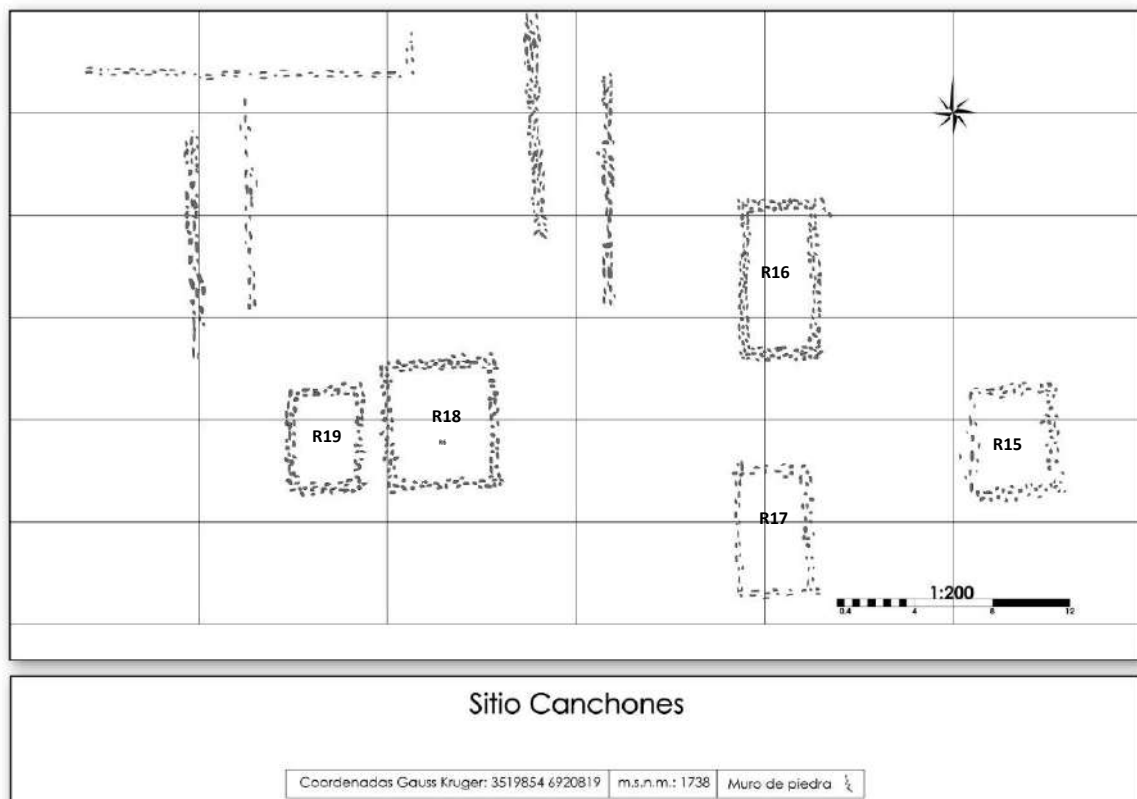 R16
R18
R19
R6
R15
R17
1:200
0.4 4 8 12
Sitio Canchones
Coordenadas Gauss Kruger: 3519854 6920819 m.s.n.m.: 1738 Muro de piedra